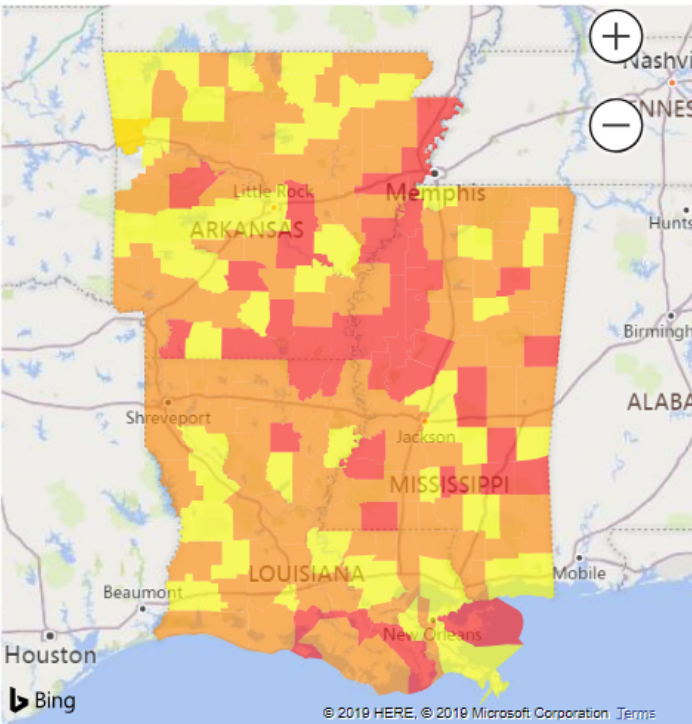 Nashvi
NNES
Memphis
Little Rock
Hunts
ARKANSAS
Birmingh
ALABA
Shreveport
Jackson
MISSISSIPPI
LOUISIANA
Mobile
Beaumont
New Orleans
Houston
Bing
© 2019 HERE, © 2019 Microsoft Corporation Terms